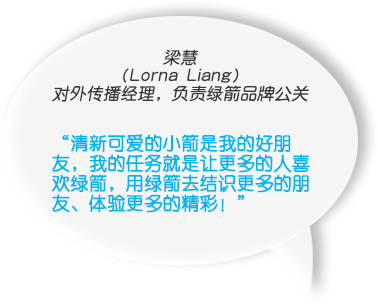 梁慧
(Lorna Liang)
对外传播经理，负责绿箭品牌公关
“清新可爱的小箭是我的好朋
友，我的任务就是让更多的人喜
欢绿箭，用绿箭去结识更多的朋
友、体验更多的精彩！”